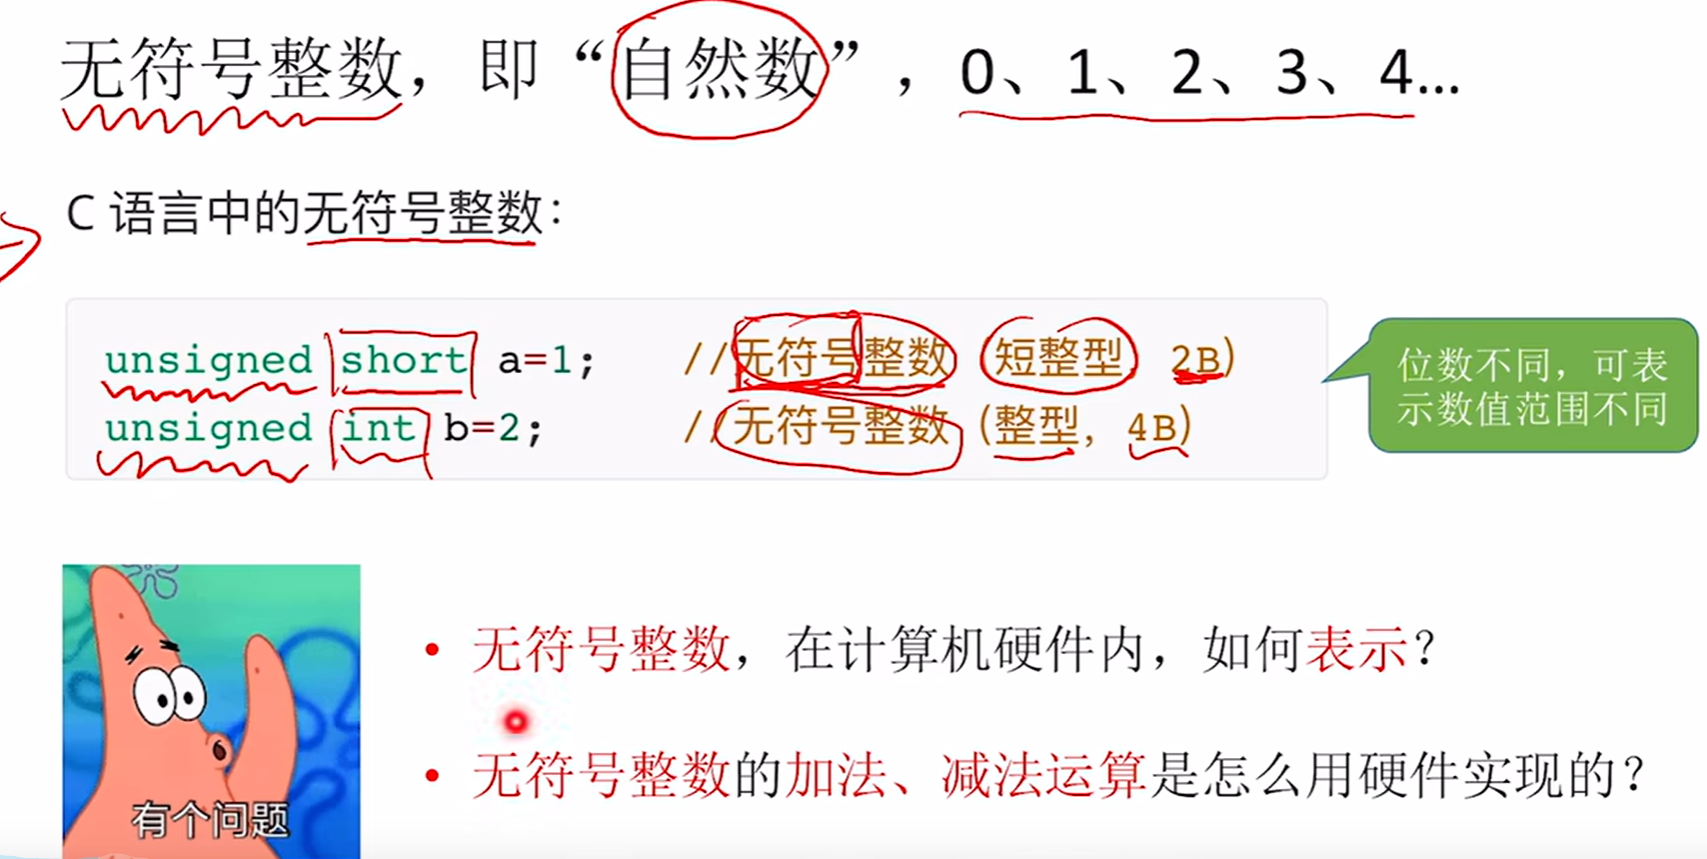 无符号整数，即“自然数”，0、1、2、3、4...
C 语言中的无符号整数：
unsigned short a=1; //无符号整数（短整型，2B）
unsigned int b=2; //无符号整数（整型，4B）
位数不同，可表
示数值范围不同
• 无符号整数，在计算机硬件内，如何表示？
• 无符号整数的加法、减法运算是怎么用硬件实现的？
有个问题